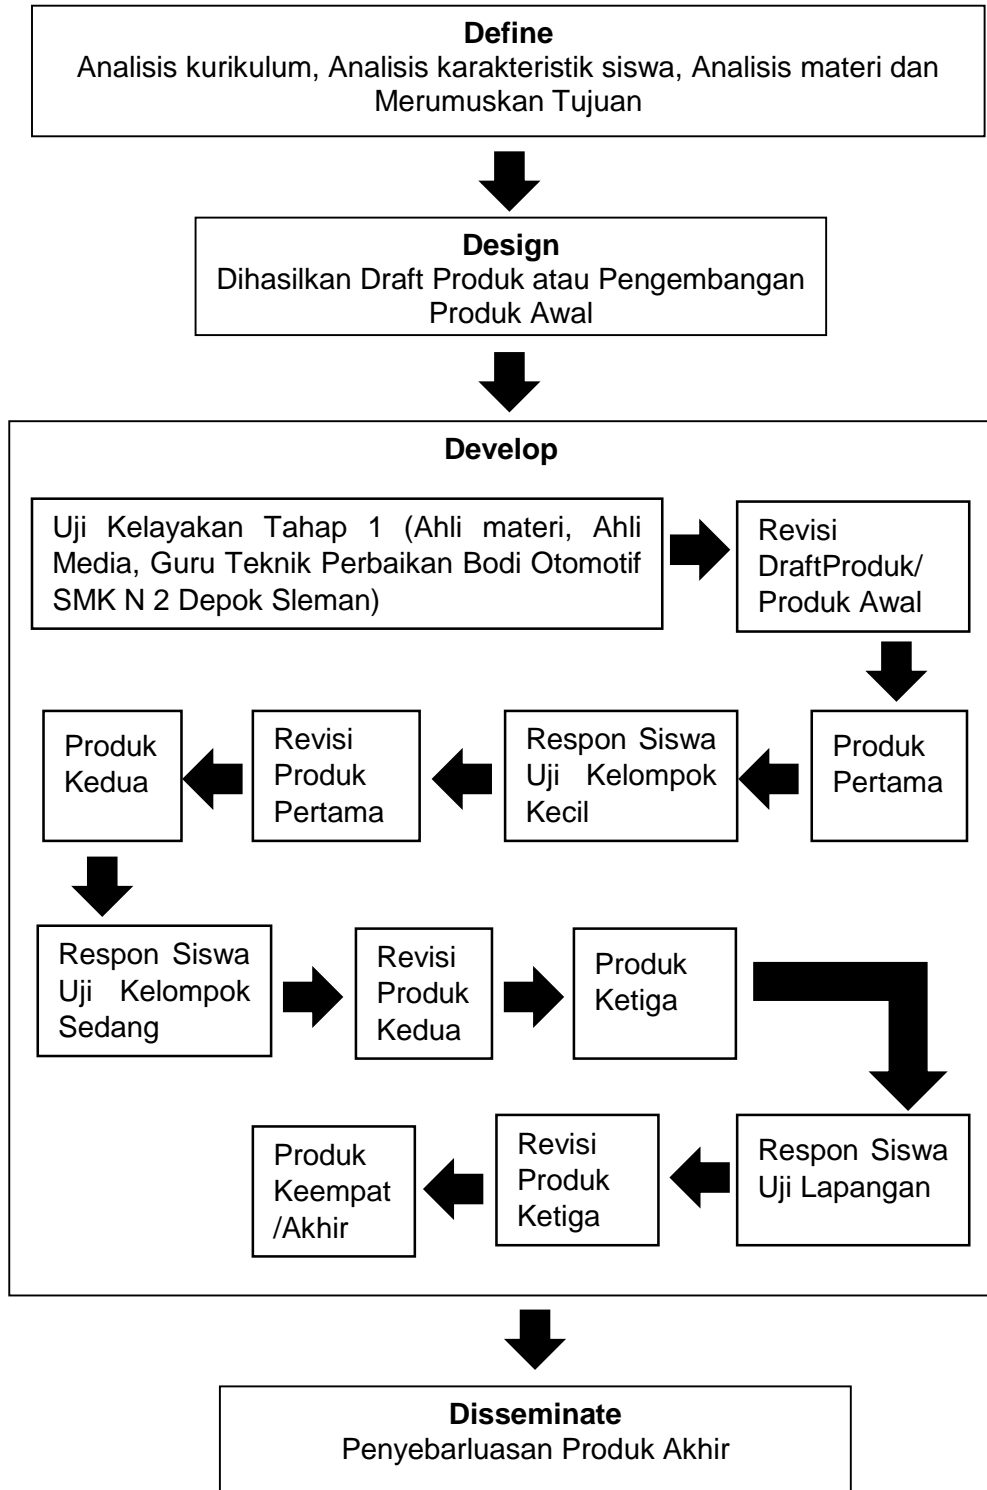 Define
Analisis kurikulum, Analisis karakteristik siswa, Analisis materi dan
Merumuskan Tujuan
Design
Dihasilkan Draft Produk atau Pengembangan
Produk Awal
Develop
Uji Kelayakan Tahap 1 (Ahli materi, Ahli
Media, Guru Teknik Perbaikan Bodi Otomotif
SMK N 2 Depok Sleman)
Revisi
DraftProduk/
Produk Awal
Produk
Pertama
Respon Siswa
Uji Kelompok
Kecil
Revisi
Produk
Pertama
Produk
Kedua
Respon Siswa
Uji Kelompok
Sedang
Revisi
Produk
Kedua
Produk
Ketiga
Respon Siswa
Uji Lapangan
Revisi
Produk
Ketiga
Produk
Keempat
/Akhir
Disseminate
Penyebarluasan Produk Akhir